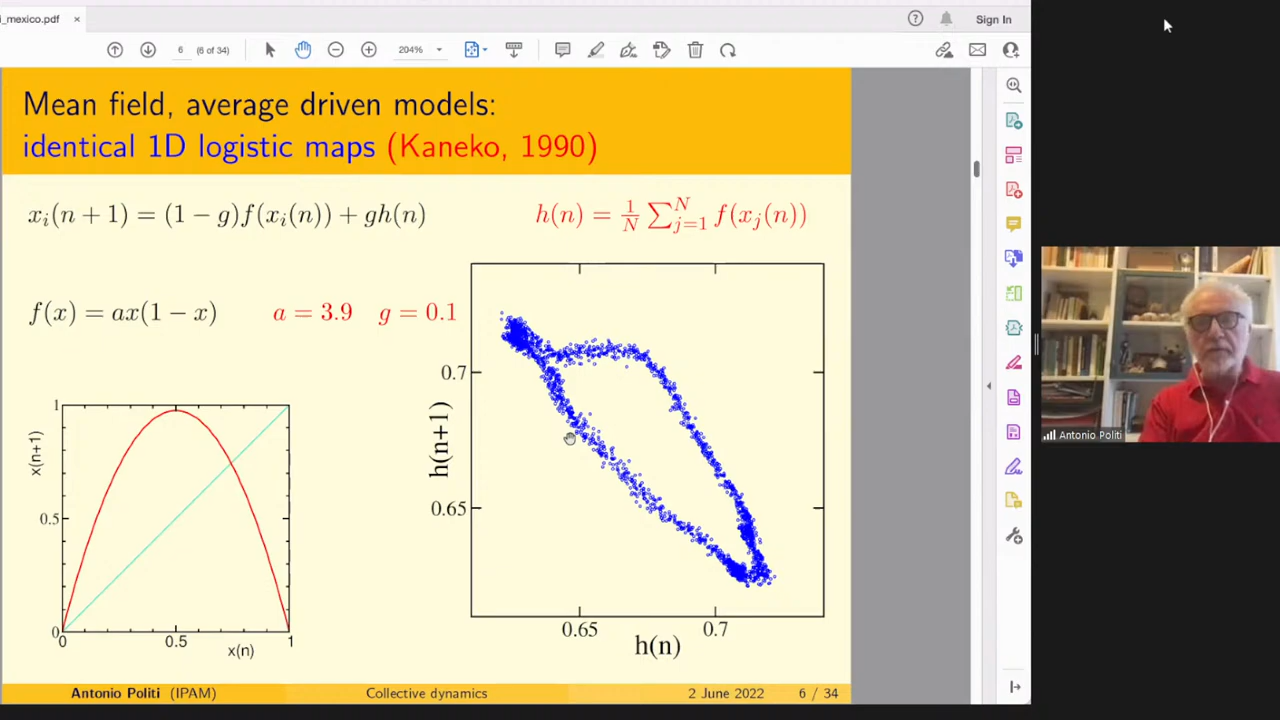 i_mexico.pdf ×
Sign In
6 (6 of 34)
204%
Mean field, average driven models:
identical 1D logistic maps (Kaneko, 1990)
x_i(n + 1) = (1 − g)f(x_i(n)) + gh(n)
h(n) = \frac{1}{N} \sum_{j=1}^{N} f(x_j(n))
f(x) = ax(1 − x)
a = 3.9 g = 0.1
1
0.5
0
x(n+1)
0
0.5
1
x(n)
0.7
0.65
h(n+1)
0.65
0.7
h(n)
Antonio Politi (IPAM)
Collective dynamics
2 June 2022
6 / 34
Antonio Politi